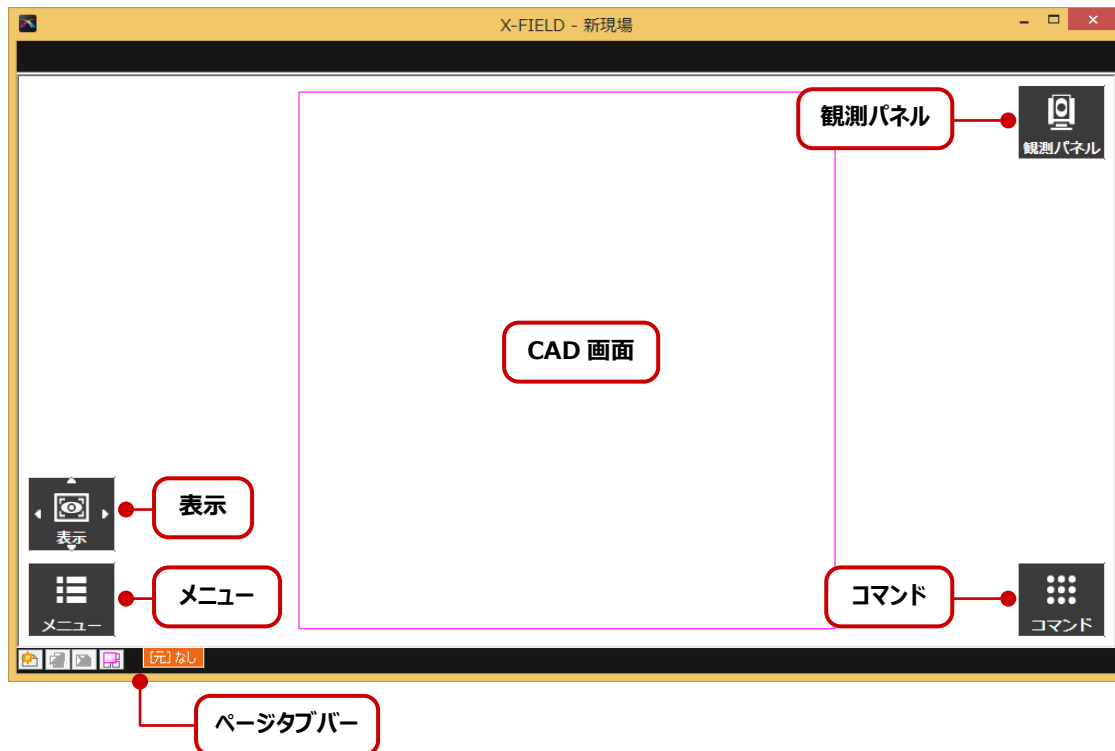 X-FIELD - 新現場
観測パネル
観測パネル
CAD 画面
表示
表示
メニュー
メニュー
コマンド
コマンド
[元] なし
ページタブバー